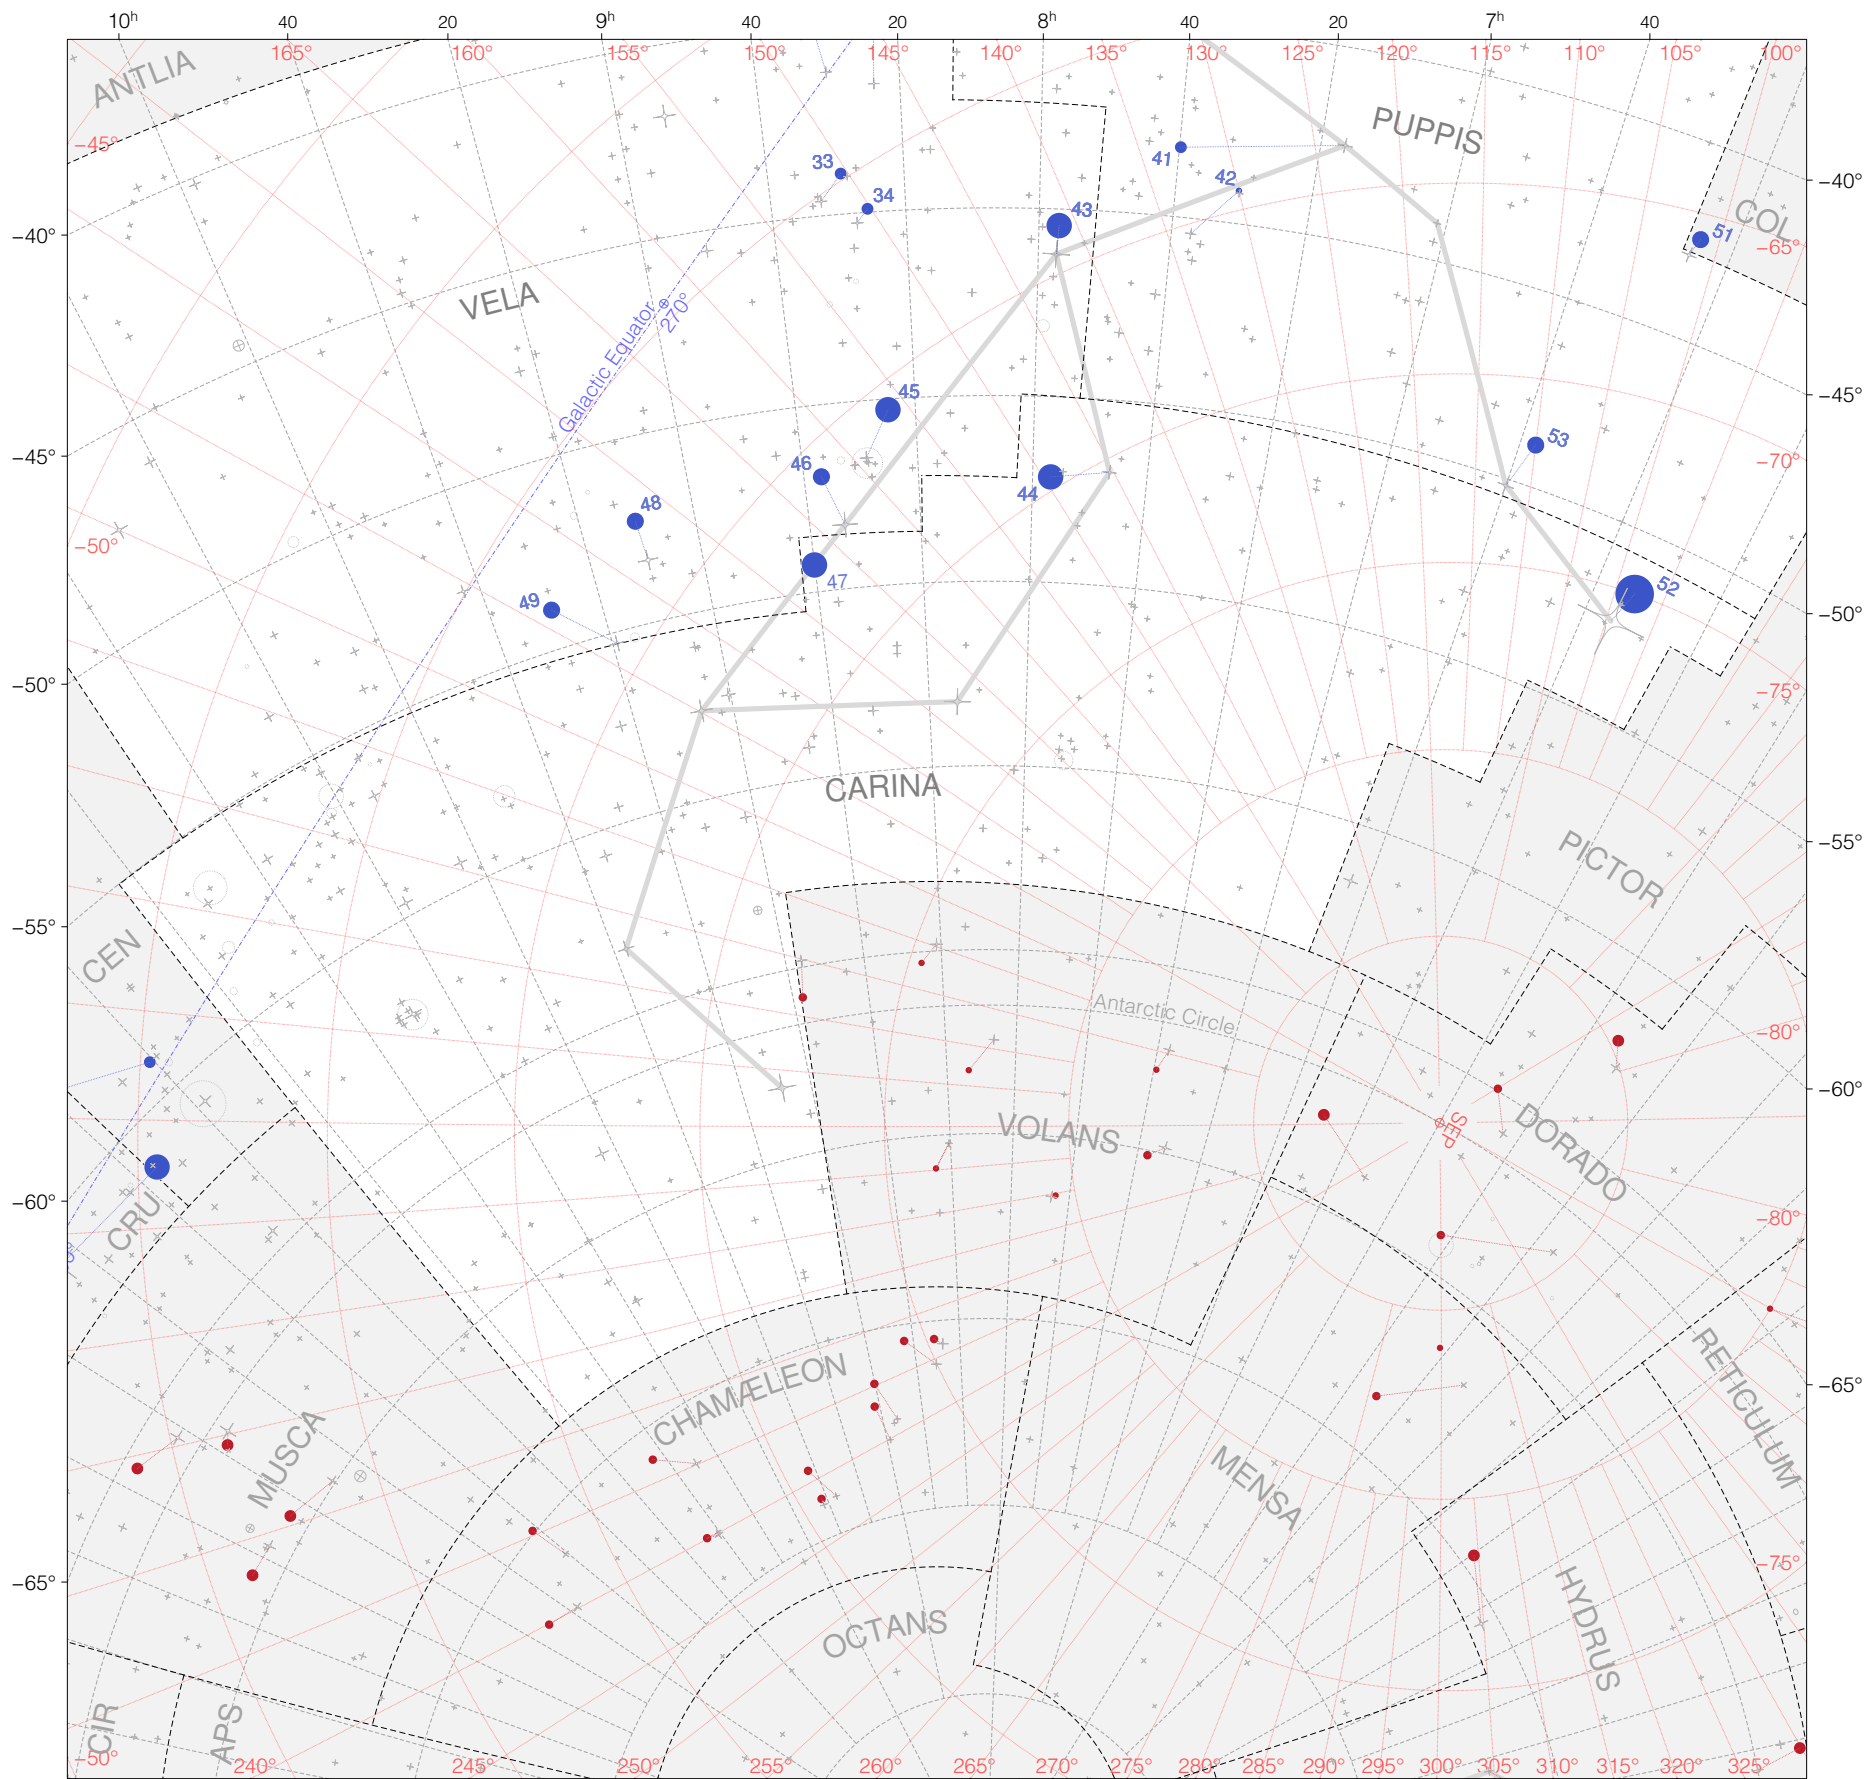 10h 40 20 9h 40 20 8h 40 20 7h 40
165° 160° 155° 150° 145° 140° 135° 130° 125° 120° 115° 110° 105° 100°
ANTLIA
PUPPIS
−45°
33
41
42
−40°
34
43
COL
51
−40°
−65°
VELA
Galactic Equator
270°
45
−45°
53
−45°
46
−70°
44
48
−50°
47
52
49
−50°
−50°
−75°
CARINA
−55°
PICTOR
−55°
CEN
Antarctic Circle
−80°
−60°
VOLANS
SEP
DORADO
−60°
CRU
−80°
CHAMÆLEON
RETICULUM
−65°
MUSCA
MENSA
−65°
−75°
HYDRUS
OCTANS
CIR
APS
−50° 240° 245° 250° 255° 260° 265° 270° 275° 280° 285° 290° 295° 300° 305° 310° 315° 320° 325°